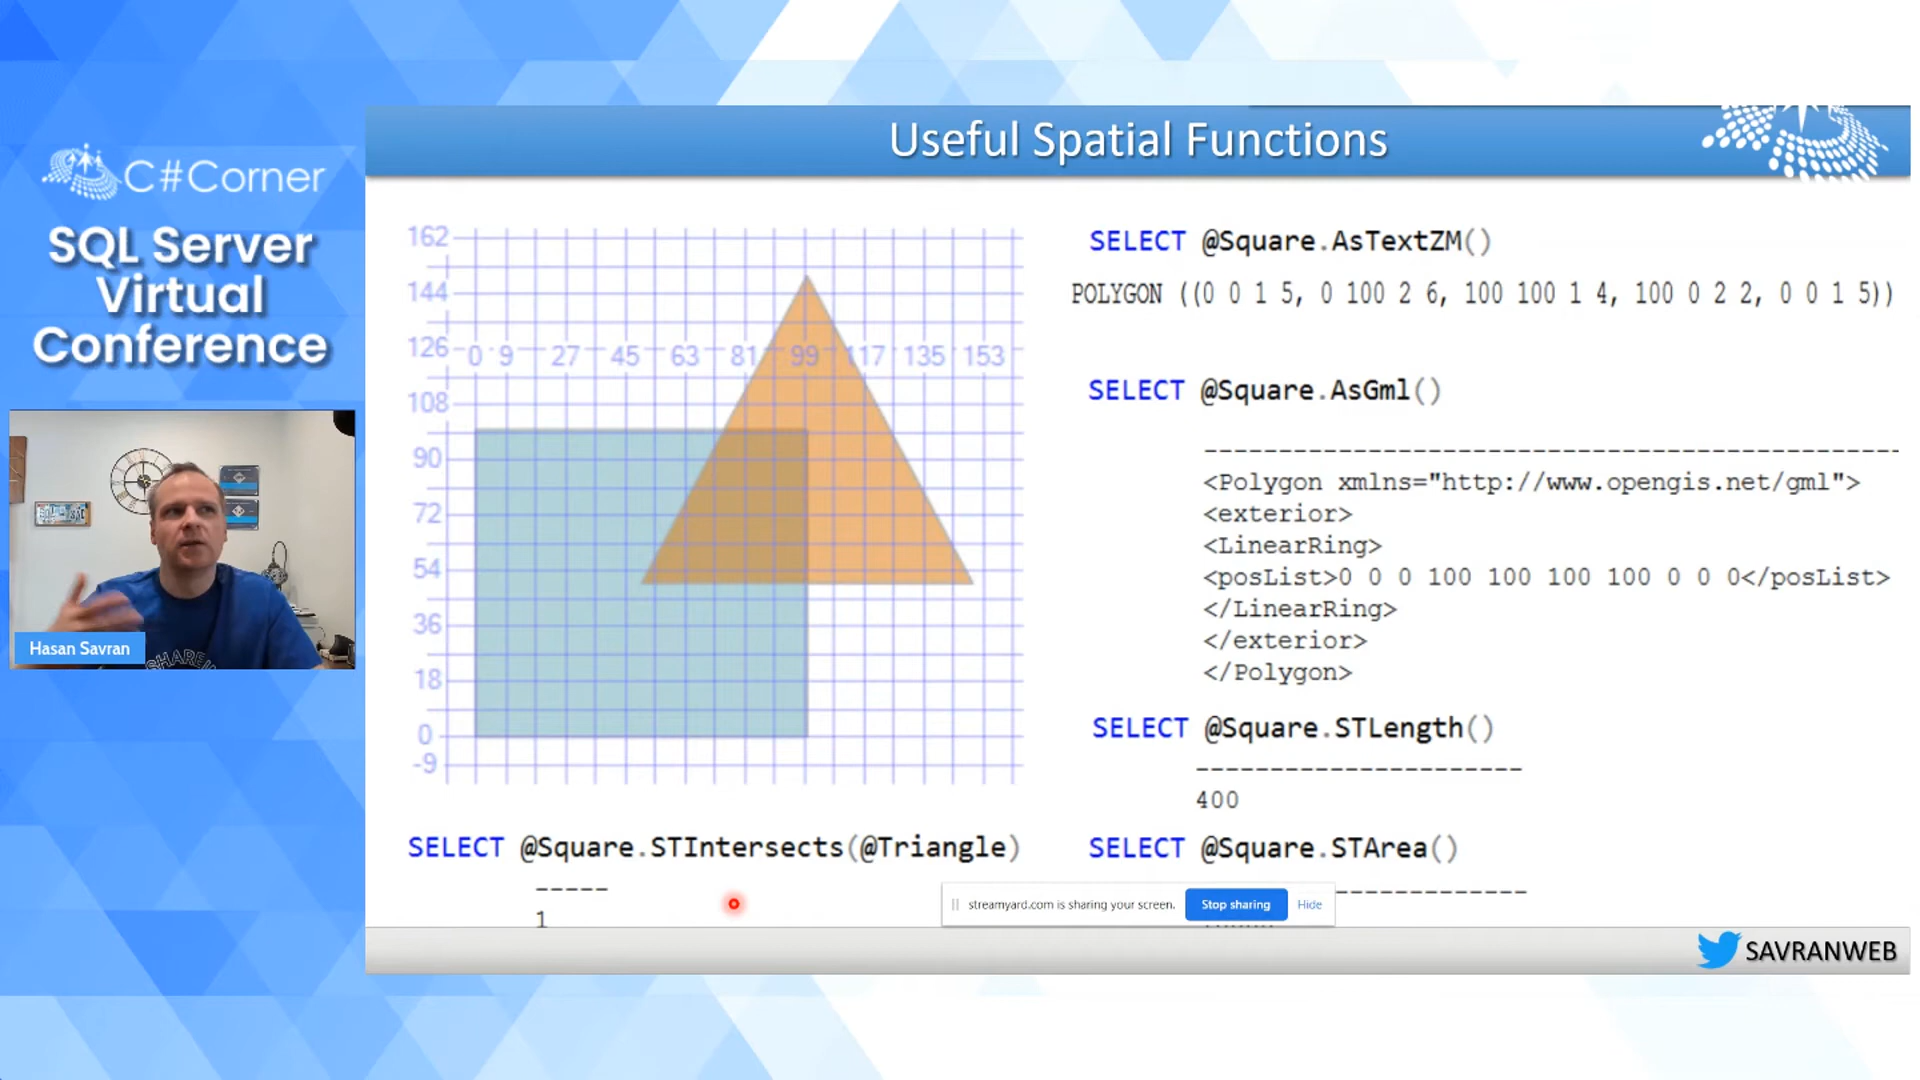 C#Corner
SQL Server
Virtual
Conference
Hasan Savran
Useful Spatial Functions
162
144
126
0 9 27 45 63 81 99 117 135 153
108
90
72
54
36
18
0
-9
SELECT @Square.STIntersects(@Triangle)
-----
1
SELECT @Square.AsTextZM()
POLYGON ((0 0 1 5, 0 100 2 6, 100 100 1 4, 100 0 2 2, 0 0 1 5))
SELECT @Square.AsGml()
<Polygon xmlns="http://www.opengis.net/gml">
<exterior>
<LinearRing>
<posList>0 0 0 100 100 100 100 0 0 0</posList>
</LinearRing>
</exterior>
</Polygon>
SELECT @Square.STLength()
400
SELECT @Square.STArea()
streamyard.com is sharing your screen. Stop sharing Hide
SAVRANWEB